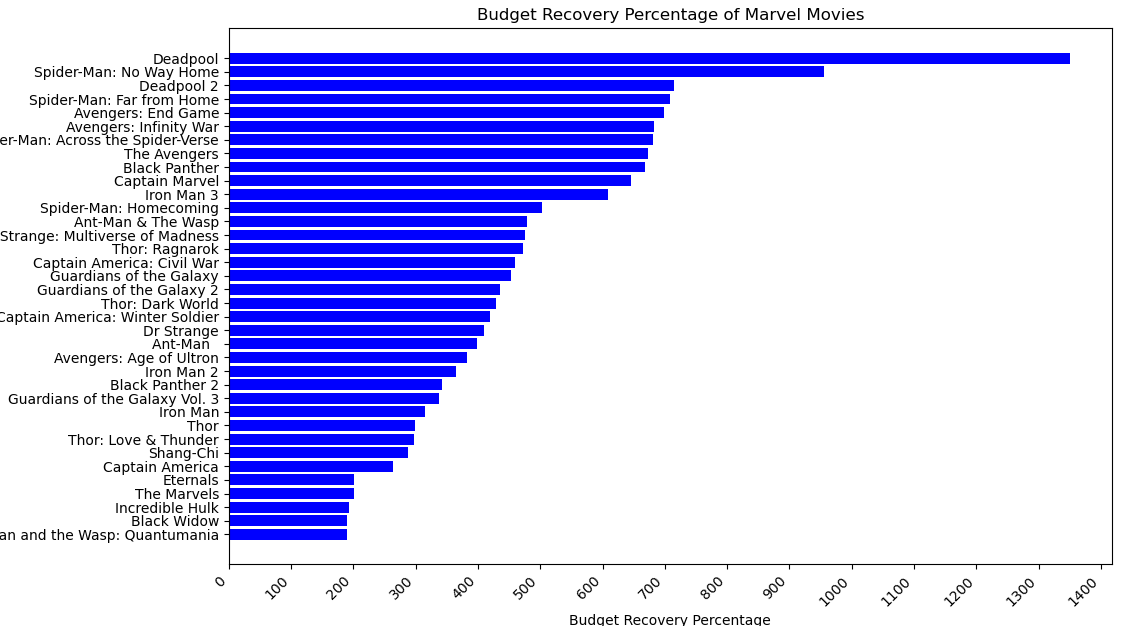 Budget Recovery Percentage of Marvel Movies
Deadpool
Spider-Man: No Way Home
Deadpool 2
Spider-Man: Far from Home
Avengers: End Game
Avengers: Infinity War
er-Man: Across the Spider-Verse
The Avengers
Black Panther
Captain Marvel
Iron Man 3
Spider-Man: Homecoming
Ant-Man & The Wasp
Strange: Multiverse of Madness
Thor: Ragnarok
Captain America: Civil War
Guardians of the Galaxy
Guardians of the Galaxy 2
Thor: Dark World
Captain America: Winter Soldier
Dr Strange
Ant-Man
Avengers: Age of Ultron
Iron Man 2
Black Panther 2
Guardians of the Galaxy Vol. 3
Iron Man
Thor
Thor: Love & Thunder
Shang-Chi
Captain America
Eternals
The Marvels
Incredible Hulk
Black Widow
an and the Wasp: Quantumania
0 100 200 300 400 500 600 700 800 900 1000 1100 1200 1300 1400
Budget Recovery Percentage